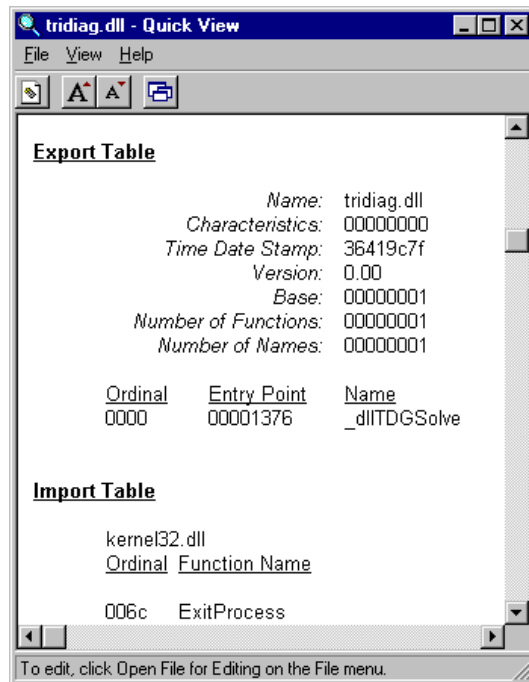 tridiag.dll - Quick View
File View Help
A A
Export Table
Name: tridiag.dll
Characteristics: 00000000
Time Date Stamp: 36419c7f
Version: 0.00
Base: 00000001
Number of Functions: 00000001
Number of Names: 00000001
Ordinal Entry Point Name
0000 00001376 _dllTDGSolve
Import Table
kernel32.dll
Ordinal Function Name
006c ExitProcess
To edit, click Open File for Editing on the File menu.